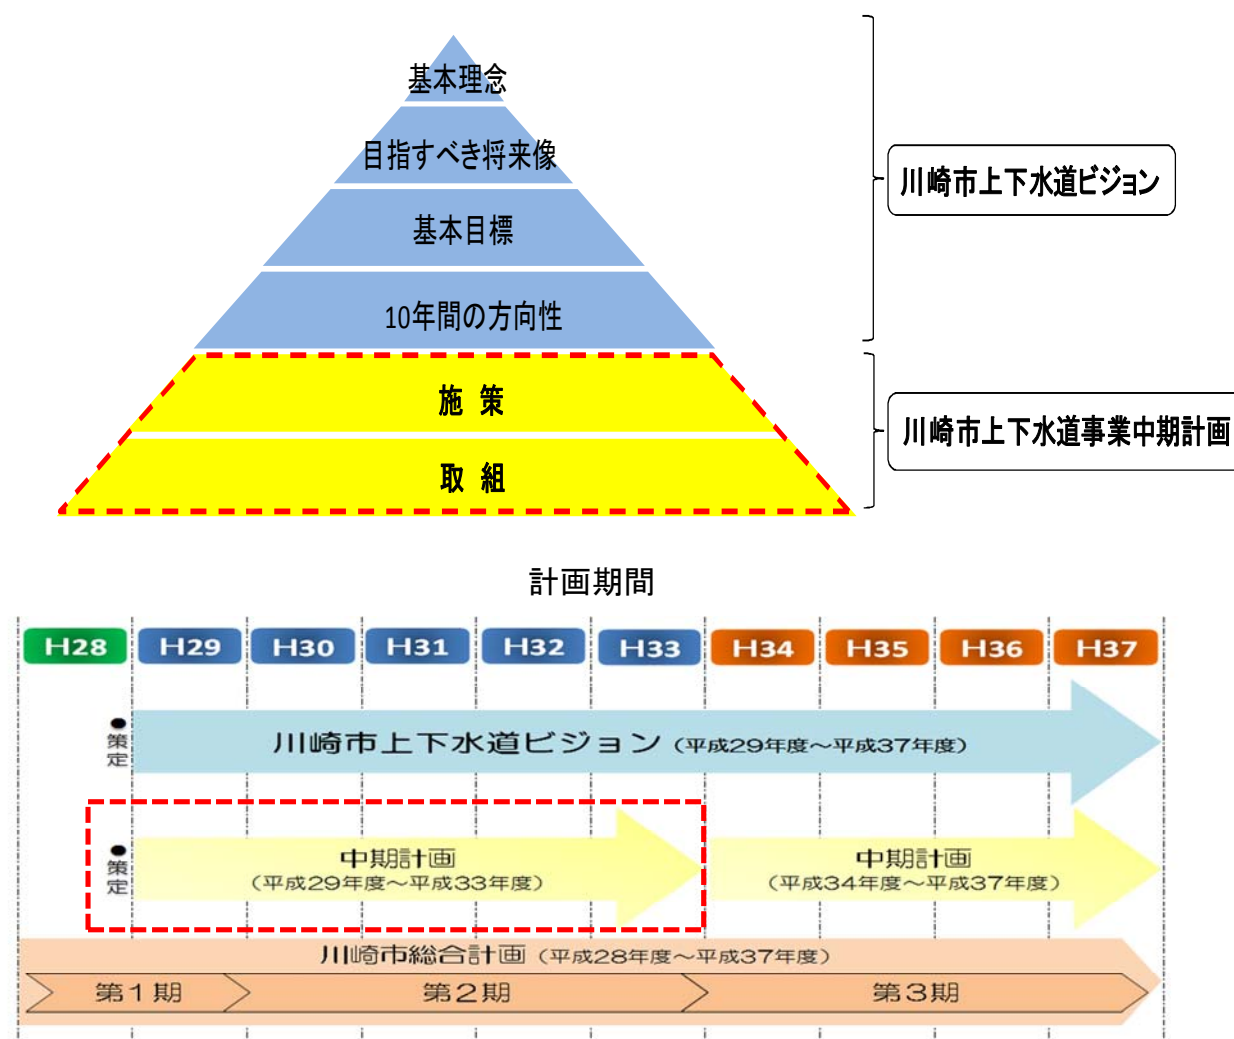 基本理念
目指すべき将来像
基本目標
10年間の方向性
施 策
取 組
川崎市上下水道ビジョン
川崎市上下水道事業中期計画
計画期間
H28 H29 H30 H31 H32 H33 H34 H35 H36 H37
●策定
川崎市上下水道ビジョン（平成29年度～平成37年度）
●策定
中期計画
（平成29年度～平成33年度）
中期計画
（平成34年度～平成37年度）
川崎市総合計画（平成28年度～平成37年度）
第1期 第2期 第3期